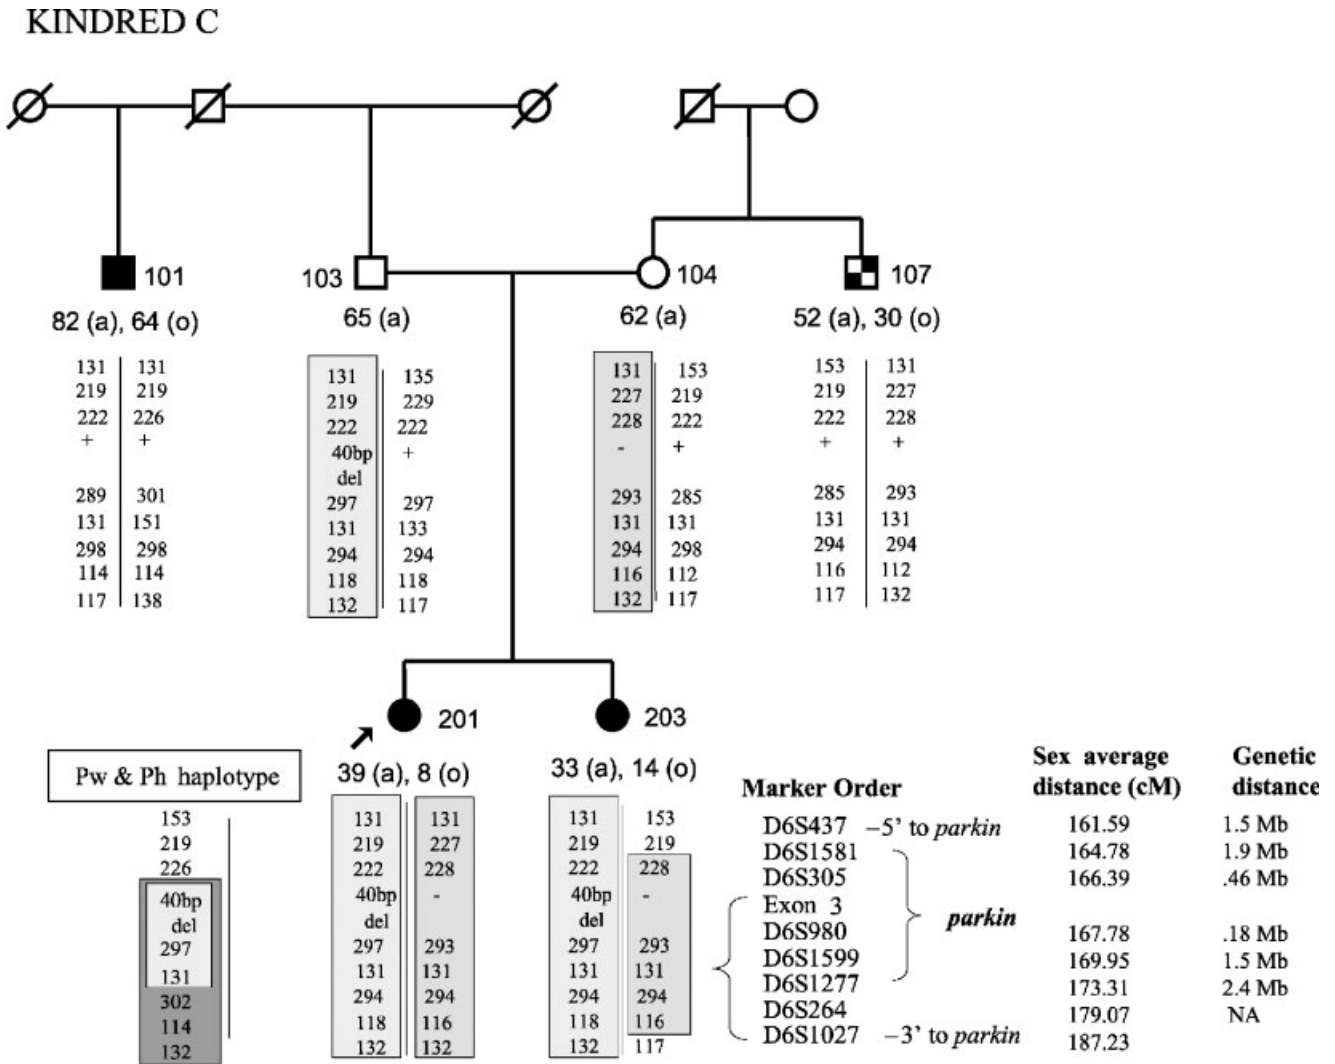 KINDRED C
101
103
104
107
82 (a), 64 (o)
65 (a)
62 (a)
52 (a), 30 (o)
131 131
219 219
222 226
+ +
289 301
131 151
298 298
114 114
117 138
131 135
219 229
222 222
40bp +
del
297 297
131 133
294 294
118 118
132 117
131 153
227 219
228 222
- +
293 285
131 131
294 298
116 112
132 117
153 131
219 227
222 228
+ +
285 293
131 131
294 294
116 112
117 132
201
203
39 (a), 8 (o)
33 (a), 14 (o)
Pw & Ph haplotype
153
219
226
40bp
del
297
131
302
114
132
131 131
219 227
222 228
40bp -
del
297 293
131 131
294 294
118 116
132 132
131 153
219 219
222 228
40bp -
del
297 293
131 131
294 294
118 116
132 117
Marker Order
D6S437 –5' to parkin
D6S1581
D6S305
Exon 3
D6S980
D6S1599
D6S1277
D6S264
D6S1027 –3' to parkin
parkin
Sex average
distance (cM)
161.59
164.78
166.39
167.78
169.95
173.31
179.07
187.23
Genetic
distance
1.5 Mb
1.9 Mb
.46 Mb
.18 Mb
1.5 Mb
2.4 Mb
NA